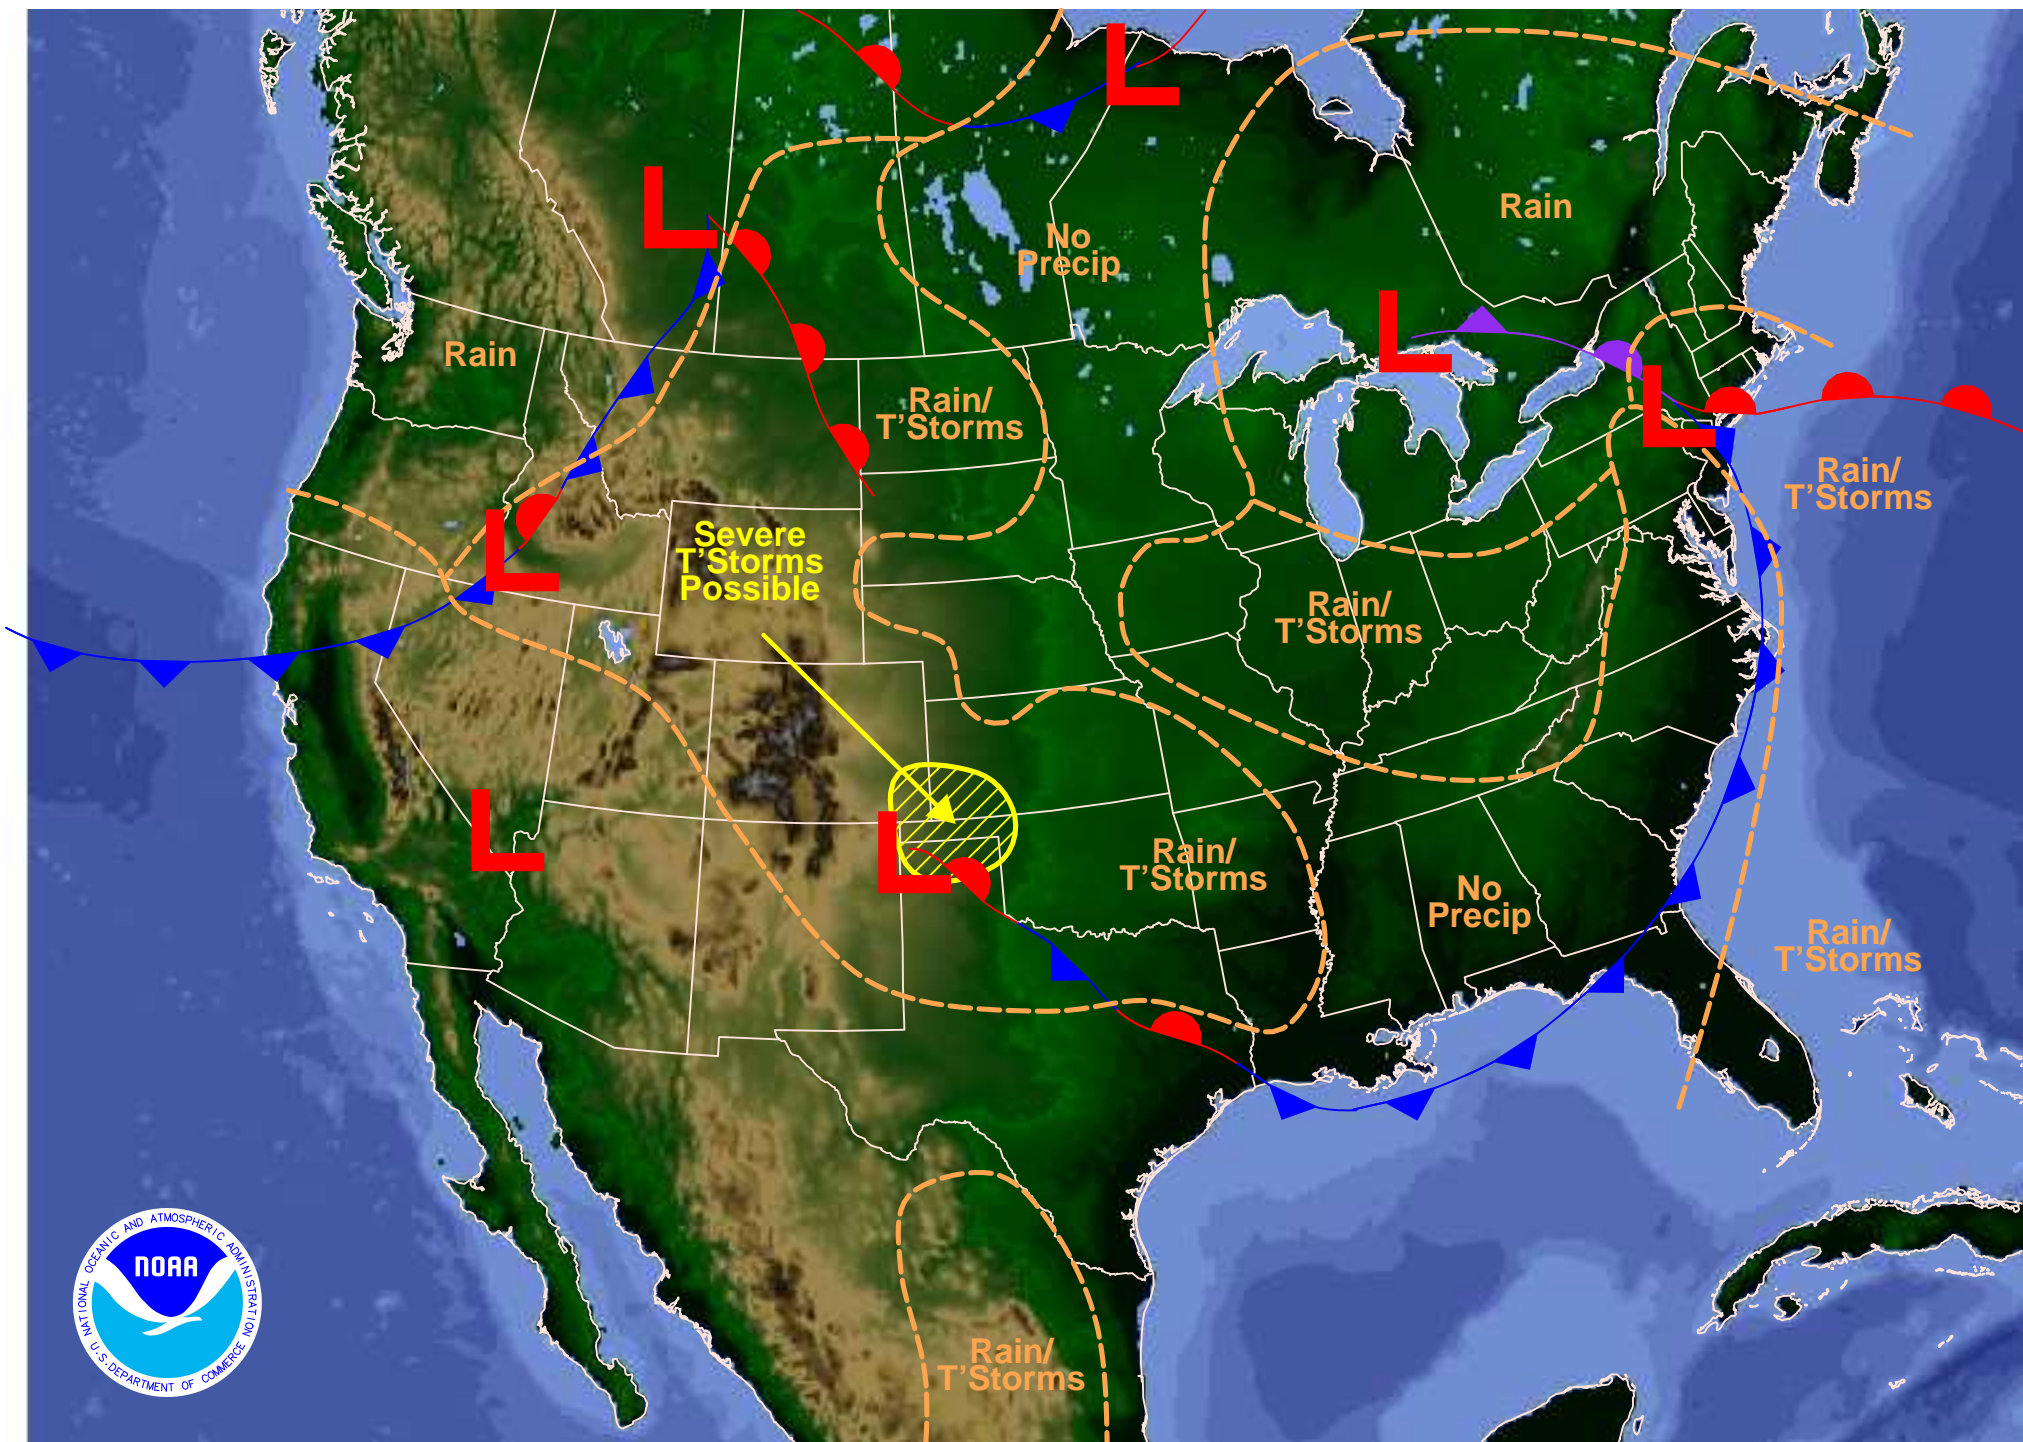 L
L
Rain
No
Precip
L
Rain
L
Rain/
T'Storms
Rain/
T'Storms
L
L
Severe
T'Storms
Possible
Rain/
T'Storms
L
L
Rain/
T'Storms
No
Precip
Rain/
T'Storms
NATIONAL OCEANIC AND ATMOSPHERIC ADMINISTRATION
NOAA
U.S. DEPARTMENT OF COMMERCE
Rain/
T'Storms